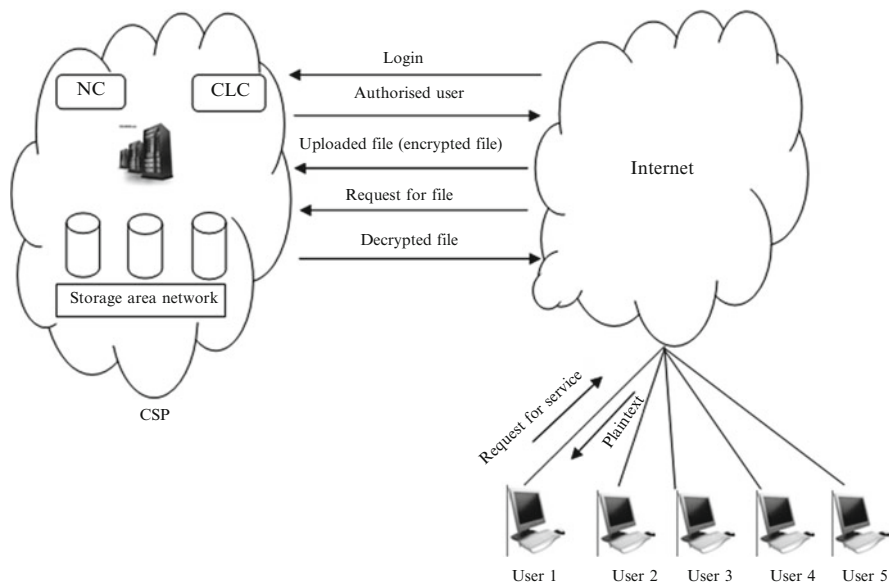 NC
CLC
Storage area network
CSP
Login
Authorised user
Uploaded file (encrypted file)
Request for file
Decrypted file
Internet
Request for service
Plaintext
User 1
User 2
User 3
User 4
User 5